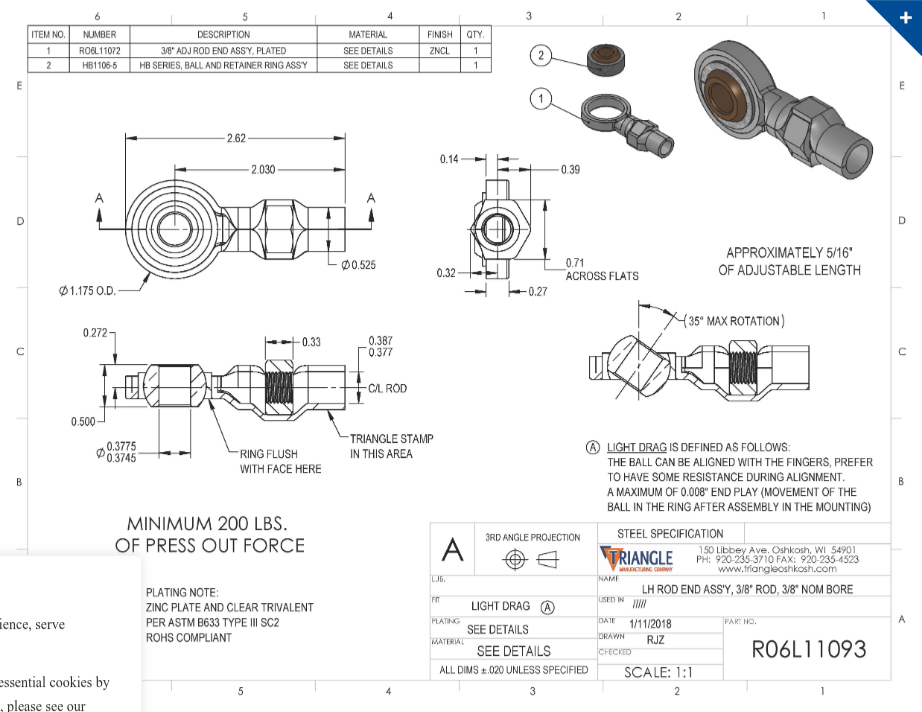 6 5 4 3 2 1
ITEM NO. NUMBER DESCRIPTION MATERIAL FINISH QTY.
1 RO6L11072 3/8" ADJ ROD END ASS'Y, PLATED SEE DETAILS ZNCL 1
2 HB1106-5 HB SERIES, BALL AND RETAINER RING ASS'Y SEE DETAILS 1
+
2
1
E E
2.62
2.030
A A
0.14
0.39
D D
Ø 0.525
Ø 1.175 O.D.
0.32
0.71
ACROSS FLATS
0.27
APPROXIMATELY 5/16"
OF ADJUSTABLE LENGTH
C C
0.272
0.33
0.387
0.377
C/L ROD
0.500
Ø 0.3775
0.3745
RING FLUSH
WITH FACE HERE
TRIANGLE STAMP
IN THIS AREA
(35° MAX ROTATION)
A LIGHT DRAG IS DEFINED AS FOLLOWS:
THE BALL CAN BE ALIGNED WITH THE FINGERS, PREFER
TO HAVE SOME RESISTANCE DURING ALIGNMENT.
A MAXIMUM OF 0.008" END PLAY (MOVEMENT OF THE
BALL IN THE RING AFTER ASSEMBLY IN THE MOUNTING)
B B
MINIMUM 200 LBS.
OF PRESS OUT FORCE
PLATING NOTE:
ZINC PLATE AND CLEAR TRIVALENT
PER ASTM B633 TYPE III SC2
ROHS COMPLIANT
ience, serve
essential cookies by
, please see our
A
3RD ANGLE PROJECTION
STEEL SPECIFICATION
TRIANGLE
MANUFACTURING COMPANY
150 Libbey Ave. Oshkosh, WI 54901
PH: 920-235-3710 FAX: 920-235-4523
www.triangleoshkosh.com
NAME
LH ROD END ASS'Y, 3/8" ROD, 3/8" NOM BORE
FIT
LIGHT DRAG A
USED IN
/////
PLATING
SEE DETAILS
DATE
1/11/2018
PART NO.
R06L11093
MATERIAL
SEE DETAILS
DRAWN
RJZ
CHECKED
ALL DIMS ±.020 UNLESS SPECIFIED
SCALE: 1:1
A
5 4 3 2 1